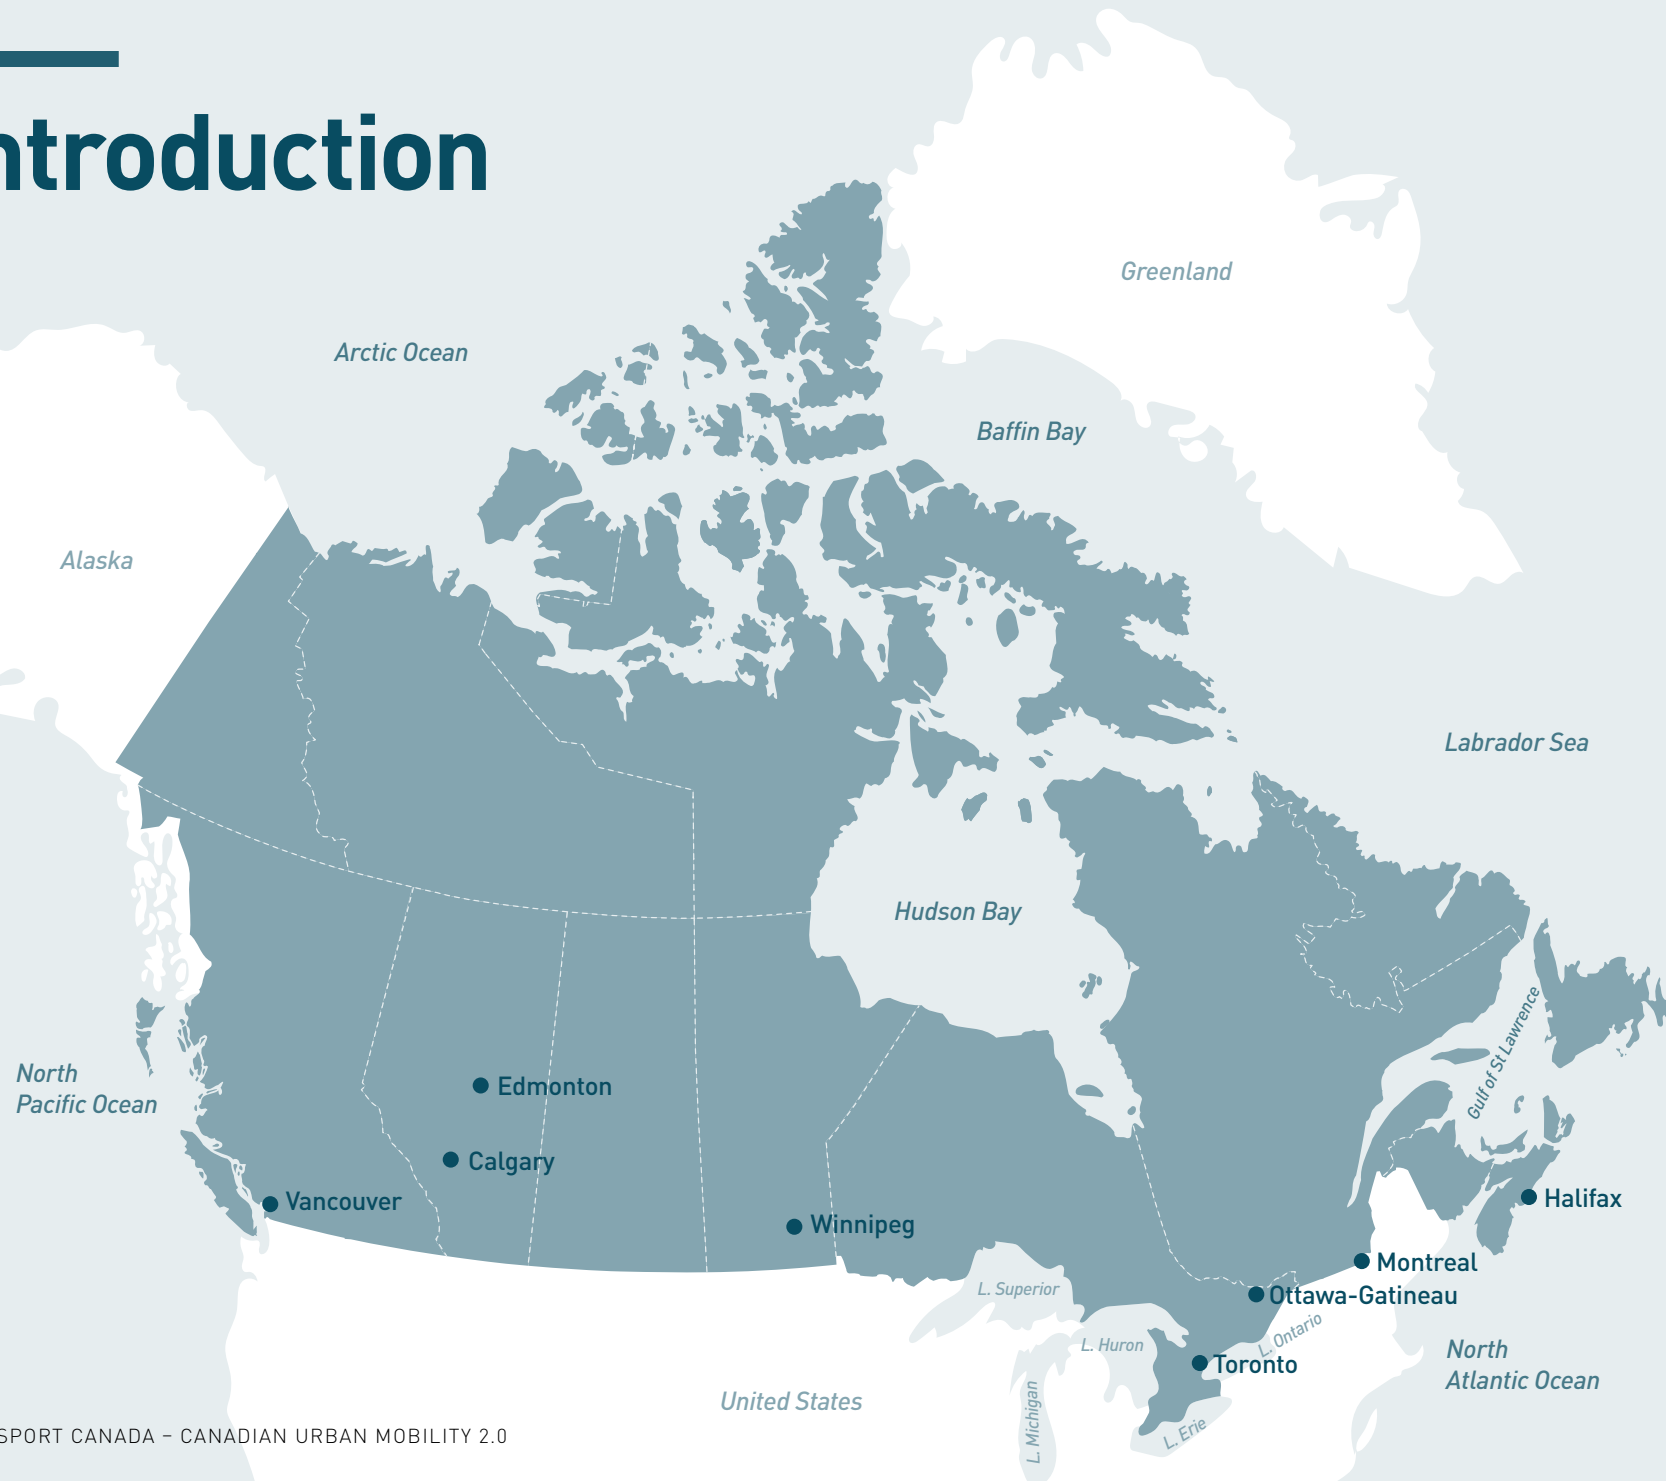 ntroduction
Greenland
Arctic Ocean
Baffin Bay
Alaska
Labrador Sea
Hudson Bay
Gulf of St Lawrence
North
Pacific Ocean
Edmonton
Calgary
Vancouver
Winnipeg
Halifax
Montreal
Ottawa-Gatineau
L. Superior
L. Ontario
L. Huron
Toronto
North
Atlantic Ocean
United States
L. Michigan
L. Erie
SPORT CANADA – CANADIAN URBAN MOBILITY 2.0